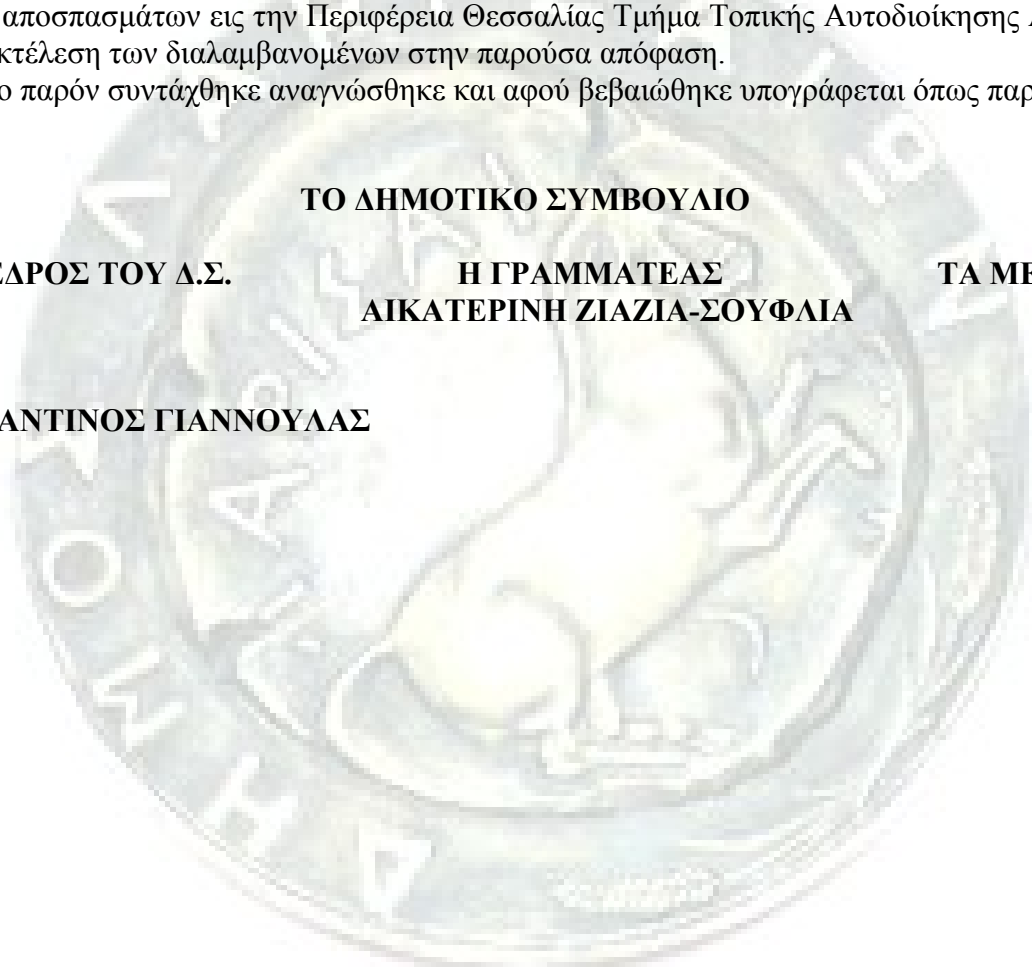 αποσπασμάτων εις την Περιφέρεια Θεσσαλίας Τμήμα Τοπικής Αυτοδιοίκησης
κτέλεση των διαλαμβανομένων στην παρούσα απόφαση.
ο παρόν συντάχθηκε αναγνώσθηκε και αφού βεβαιώθηκε υπογράφεται όπως παρ
ΤΟ ΔΗΜΟΤΙΚΟ ΣΥΜΒΟΥΛΙΟ
ΕΔΡΟΣ ΤΟΥ Δ.Σ. Η ΓΡΑΜΜΑΤΕΑΣ ΤΑ ΜΕ
ΑΙΚΑΤΕΡΙΝΗ ΖΙΑΖΙΑ-ΣΟΥΦΛΙΑ
ΑΝΤΙΝΟΣ ΓΙΑΝΝΟΥΛΑΣ